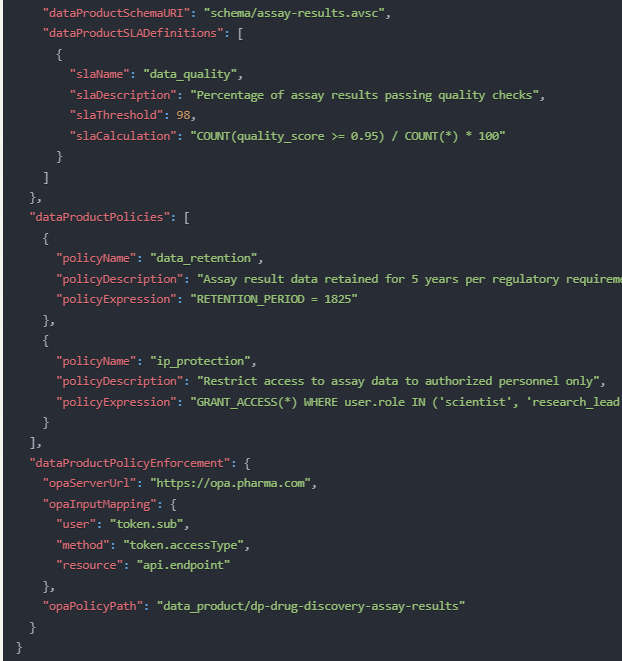 "dataProductSchemaURI": "schema/assay-results.avsc",
"dataProductSLADefinitions": [
{
"slaName": "data_quality",
"slaDescription": "Percentage of assay results passing quality checks",
"slaThreshold": 98,
"slaCalculation": "COUNT(quality_score >= 0.95) / COUNT(*) * 100"
}
]
},
"dataProductPolicies": [
{
"policyName": "data_retention",
"policyDescription": "Assay result data retained for 5 years per regulatory
"policyExpression": "RETENTION_PERIOD = 1825"
},
{
"policyName": "ip_protection",
"policyDescription": "Restrict access to assay data to authorized personnel only",
"policyExpression": "GRANT_ACCESS(*) WHERE user.role IN ('scientist', 'research_lead
}
],
"dataProductPolicyEnforcement": {
"opaServerUrl": "https://opa.pharma.com",
"opaInputMapping": {
"user": "token.sub",
"method": "token.accessType",
"resource": "api.endpoint"
},
"opaPolicyPath": "data_product/dp-drug-discovery-assay-results"
}
}